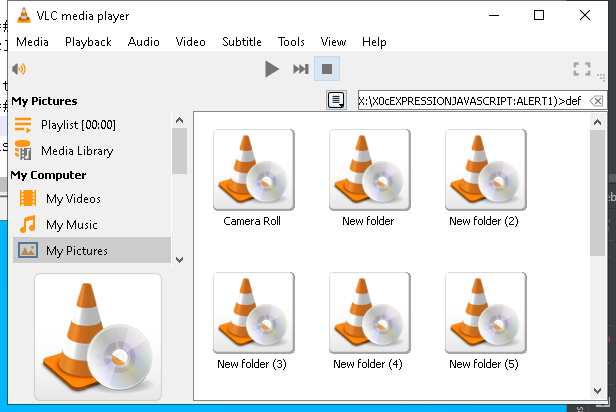 VLC media player
Media Playback Audio Video Subtitle Tools View Help
My Pictures
X:\X0cEXPRESSIONJAVASCRIPT:ALERT1)>def
Playlist [00:00]
Media Library
My Computer
My Videos
My Music
My Pictures
Camera Roll
New folder
New folder (2)
New folder (3)
New folder (4)
New folder (5)